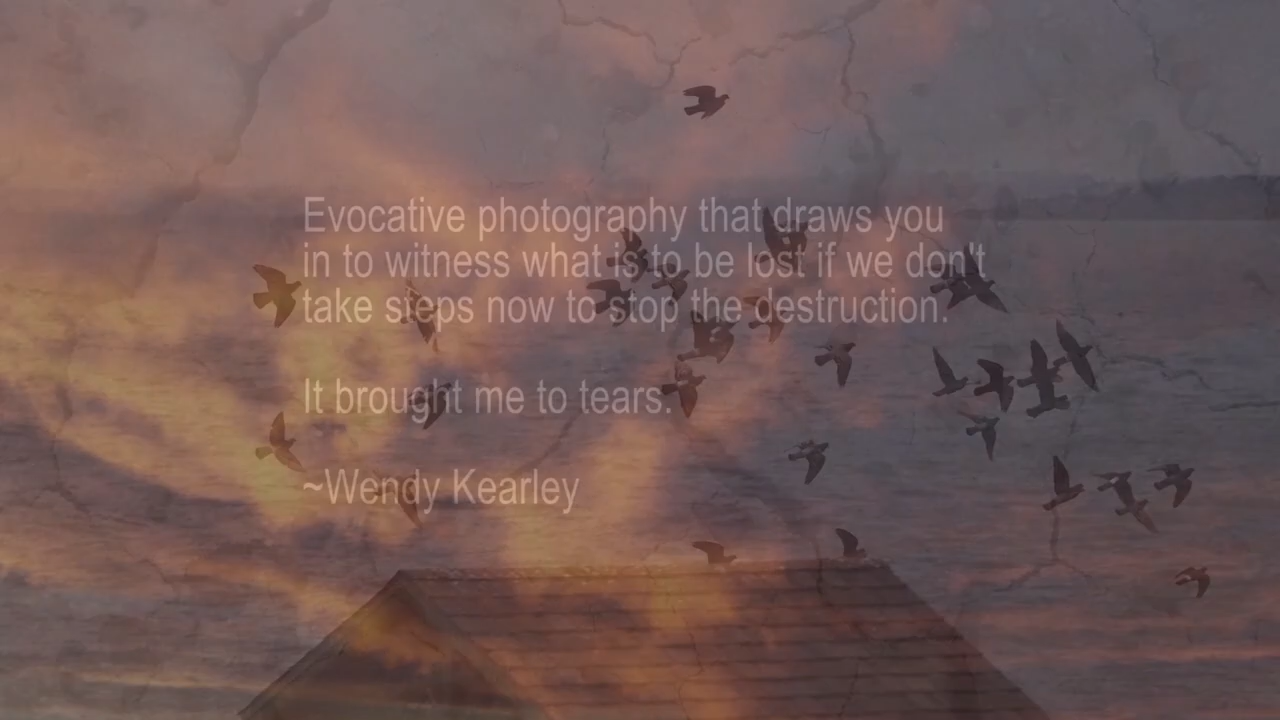 Evocative photography that draws you
in to witness what is to be lost if we don't
take steps now to stop the destruction.
It brought me to tears.
~Wendy Kearley